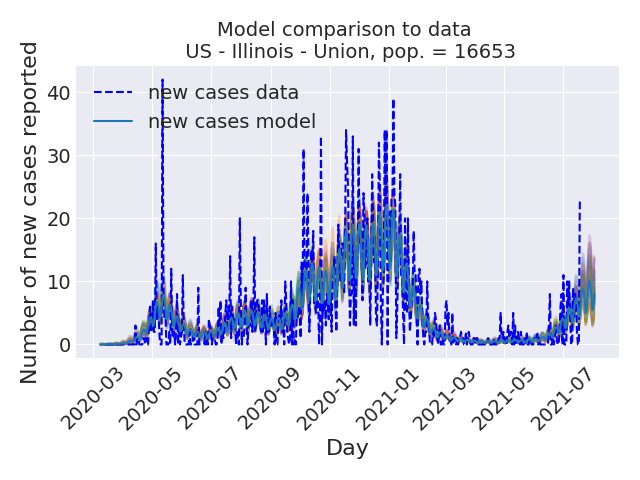 Model comparison to data
US - Illinois - Union, pop. = 16653
Number of new cases reported
40
30
20
10
0
new cases data
new cases model
2020-03
2020-05
2020-07
2020-09
2020-11
2021-01
2021-03
2021-05
2021-07
Day